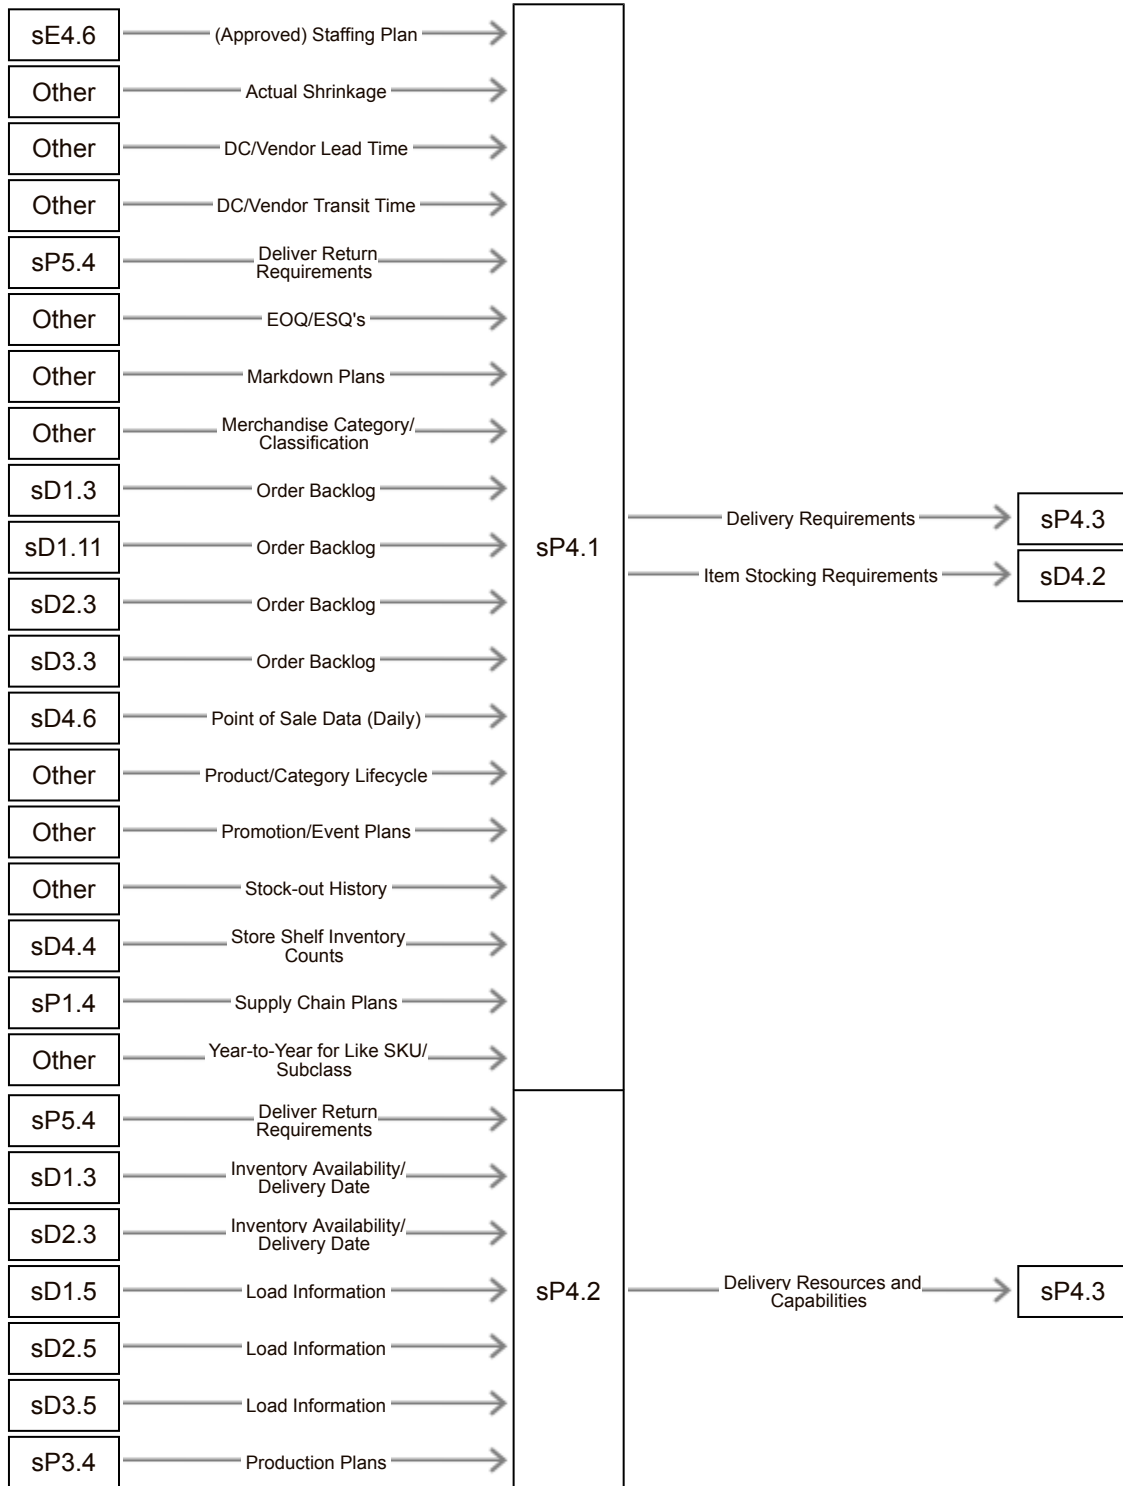 sE4.6
(Approved) Staffing Plan
Other
Actual Shrinkage
Other
DC/Vendor Lead Time
Other
DC/Vendor Transit Time
sP5.4
Deliver Return
Requirements
Other
EOQ/ESQ's
Other
Markdown Plans
Other
Merchandise Category/
Classification
sD1.3
Order Backlog
sD1.11
Order Backlog
sD2.3
Order Backlog
sD3.3
Order Backlog
sD4.6
Point of Sale Data (Daily)
Other
Product/Category Lifecycle
Other
Promotion/Event Plans
Other
Stock-out History
sD4.4
Store Shelf Inventory
Counts
sP1.4
Supply Chain Plans
Other
Year-to-Year for Like SKU/
Subclass
sP4.1
Delivery Requirements
sP4.3
Item Stocking Requirements
sD4.2
sP5.4
Deliver Return
Requirements
sD1.3
Inventory Availability/
Delivery Date
sD2.3
Inventory Availability/
Delivery Date
sD1.5
Load Information
sD2.5
Load Information
sD3.5
Load Information
sP3.4
Production Plans
sP4.2
Delivery Resources and
Capabilities
sP4.3